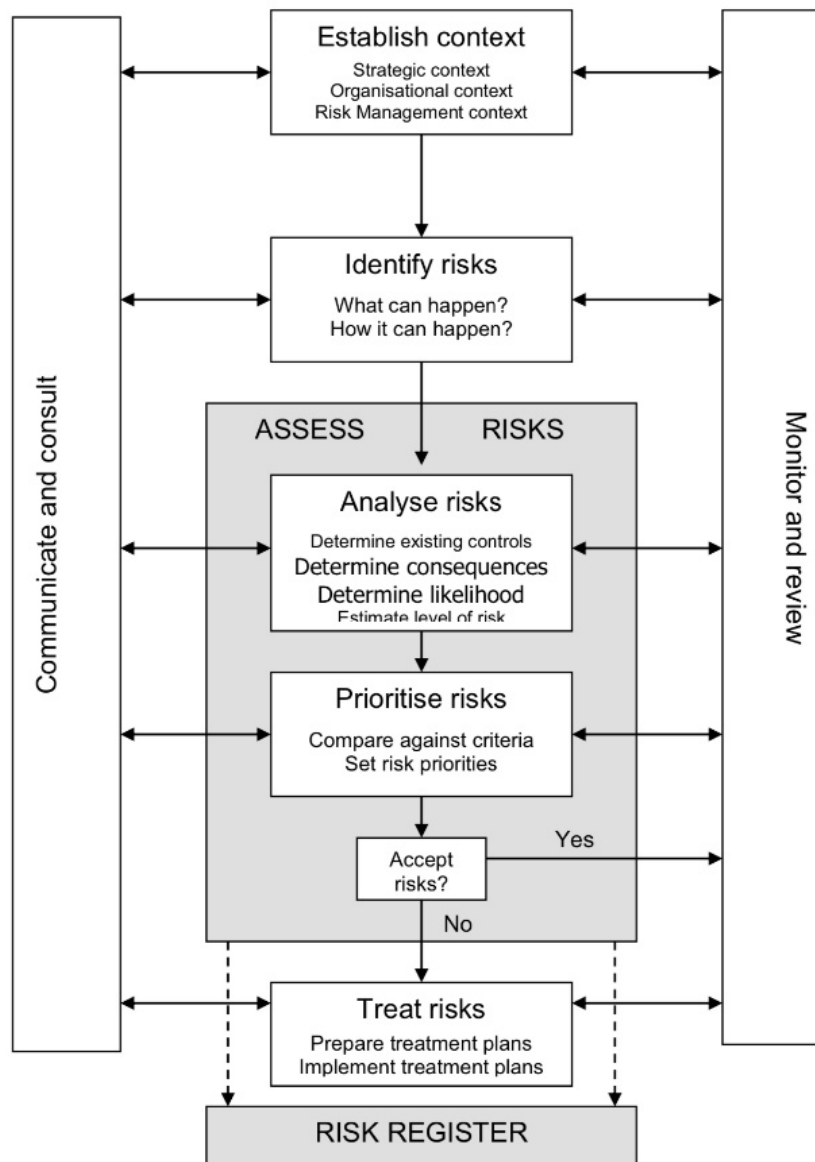 Establish context
Strategic context
Organisational context
Risk Management context
Identify risks
What can happen?
How it can happen?
Communicate and consult
Monitor and review
ASSESS RISKS
Analyse risks
Determine existing controls
Determine consequences
Determine likelihood
Estimate level of risk
Prioritise risks
Compare against criteria
Set risk priorities
Accept
risks?
Yes
No
Treat risks
Prepare treatment plans
Implement treatment plans
RISK REGISTER